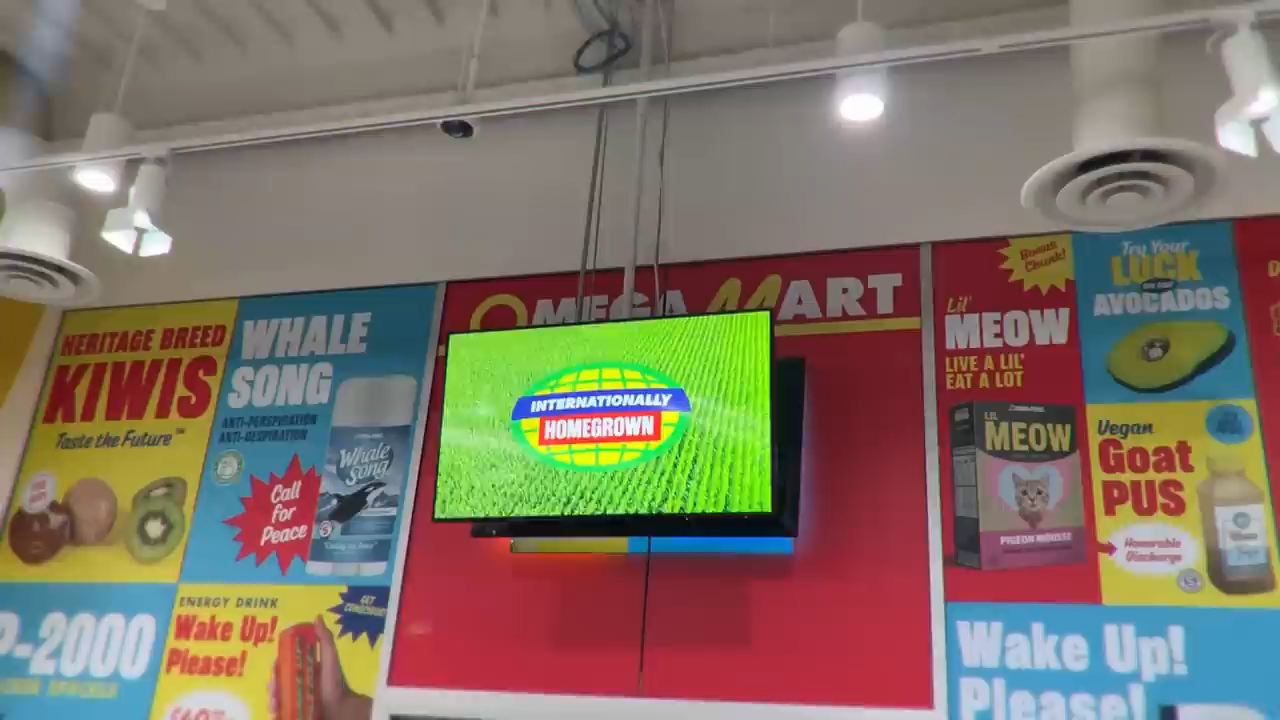 HERITAGE BREED
KIWIS
Taste the Future™
WHALE
SONG
ANTI-PERSPIRATION
ANTI-DESPIRATION
Call
for
Peace
Whale
Song
P-2000
ENERGY DRINK
Wake Up!
Please!
GET
OMEGA MART
INTERNATIONALLY
HOMEGROWN
Bonus
Chunk!
Lil'
MEOW
LIVE A LIL'
EAT A LOT
LIL'
MEOW
PIGEON MOUSSE
Try Your
LUCK
AVOCADOS
Vegan
Goat
PUS
Honorable
Discharge
Wake Up!
Please!